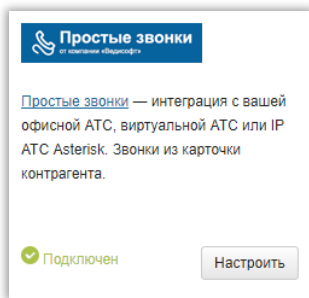 Простые звонки
от компании «Ведисофт»
Простые звонки — интеграция с вашей
офисной АТС, виртуальной АТС или IP
АТС Asterisk. Звонки из карточки
контрагента.
Подключен
Настроить